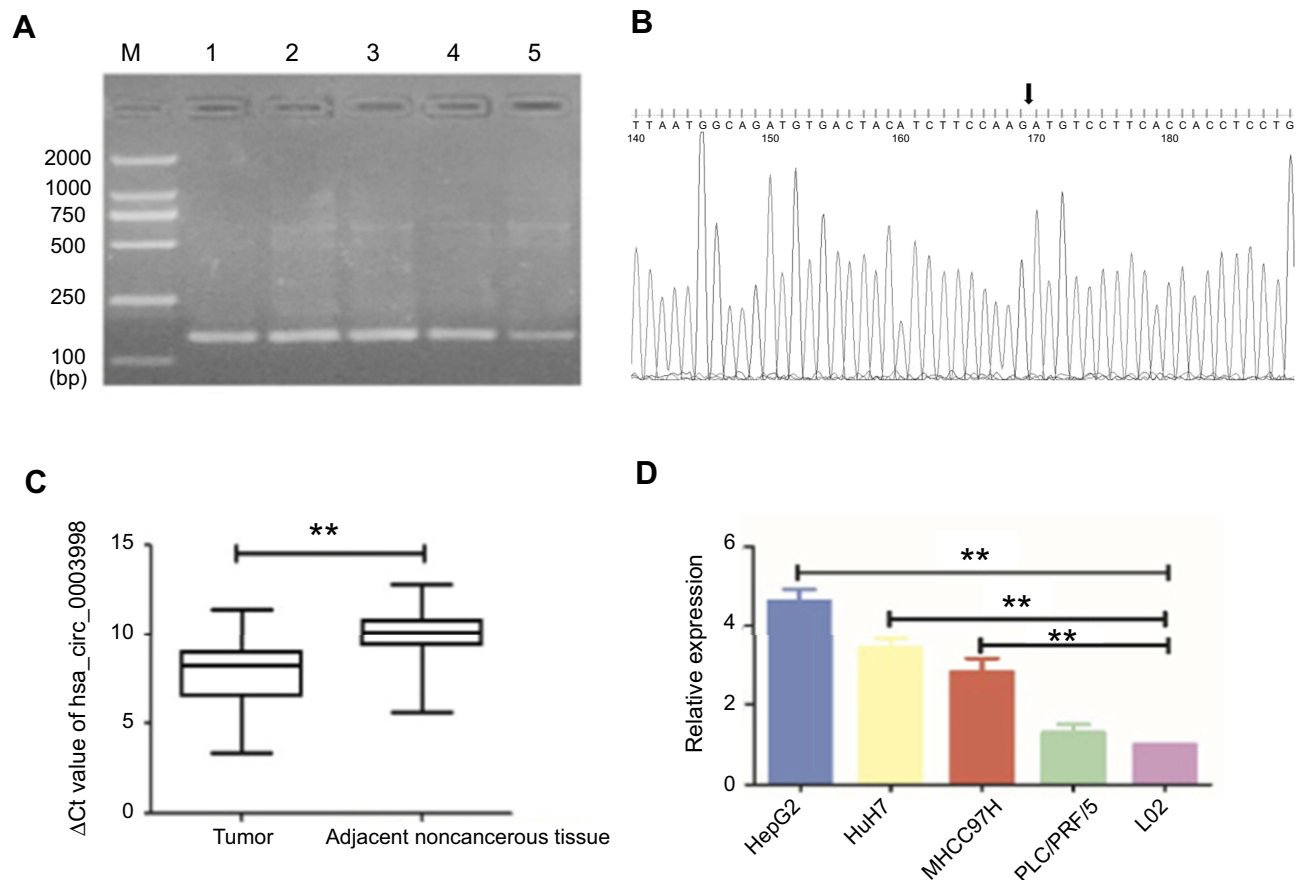 A
M 1 2 3 4 5
2000
1000
750
500
250
100
(bp)
B
T T A A T G G C A G A T G T G A C T A C A T C T T C C A A G A T G T C C T T C A C C A C C T C C T G
140 150 160 170 180
C
ΔCt value of hsa_circ_0003998
15
10
5
0
**
Tumor Adjacent noncancerous tissue
D
Relative expression
6
4
2
0
**
**
**
HepG2
HuH7
MHCC97H
PLC/PRF/5
L02